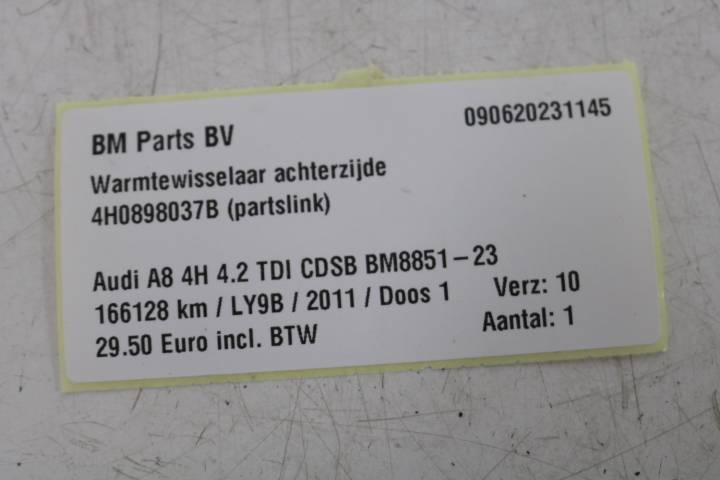 BM Parts BV 090620231145
Warmtewisselaar achterzijde
4H0898037B (partslink)
Audi A8 4H 4.2 TDI CDSB BM8851-23
166128 km / LY9B / 2011 / Doos 1 Verz: 10
29.50 Euro incl. BTW Aantal: 1